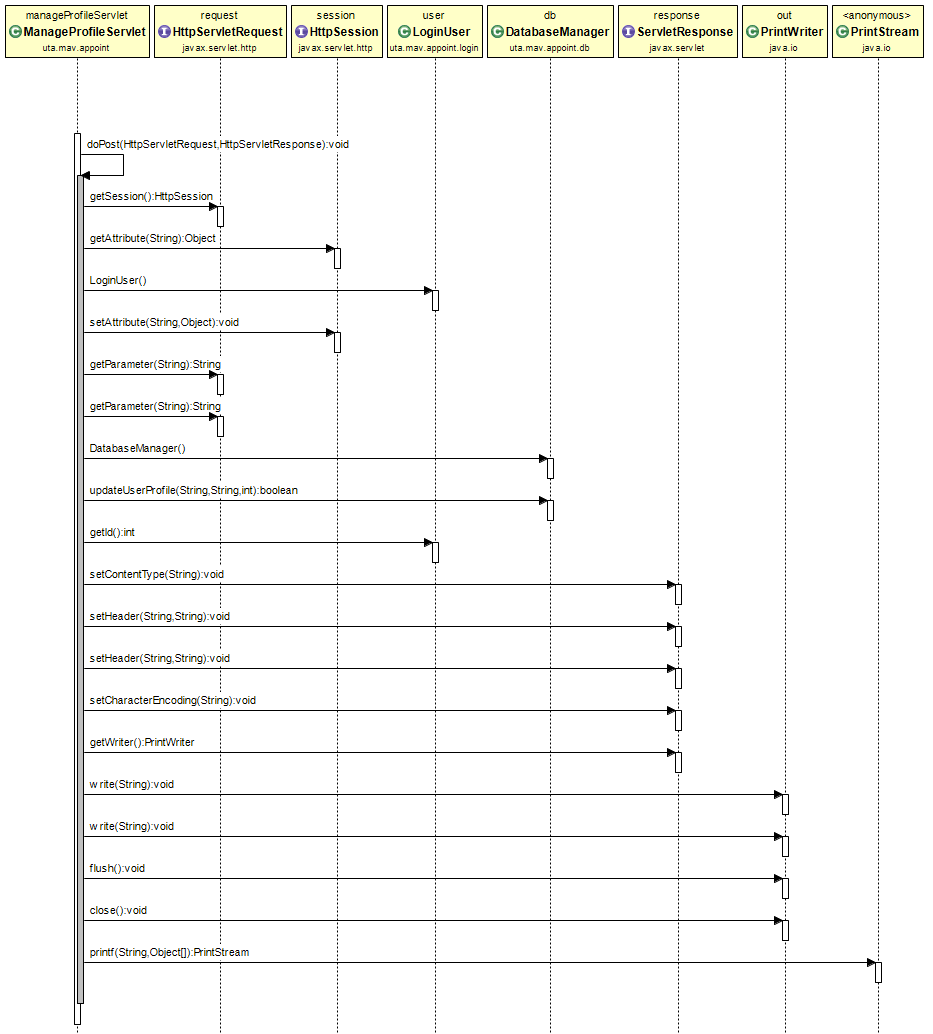 manageProfileServlet
ManageProfileServlet
uta.mav.appoint
request
HttpServletRequest
javax.servlet.http
session
HttpSession
javax.servlet.http
user
LoginUser
uta.mav.appoint.login
db
DatabaseManager
uta.mav.appoint.db
response
ServletResponse
javax.servlet
out
PrintWriter
java.io
<anonymous>
PrintStream
java.io
doPost(HttpServletRequest,HttpServletResponse):void
getSession():HttpSession
getAttribute(String):Object
LoginUser()
setAttribute(String,Object):void
getParameter(String):String
getParameter(String):String
DatabaseManager()
updateUserProfile(String,String,int):boolean
getId():int
setContentType(String):void
setHeader(String,String):void
setHeader(String,String):void
setCharacterEncoding(String):void
getWriter():PrintWriter
write(String):void
write(String):void
flush():void
close():void
printf(String,Object[]):PrintStream